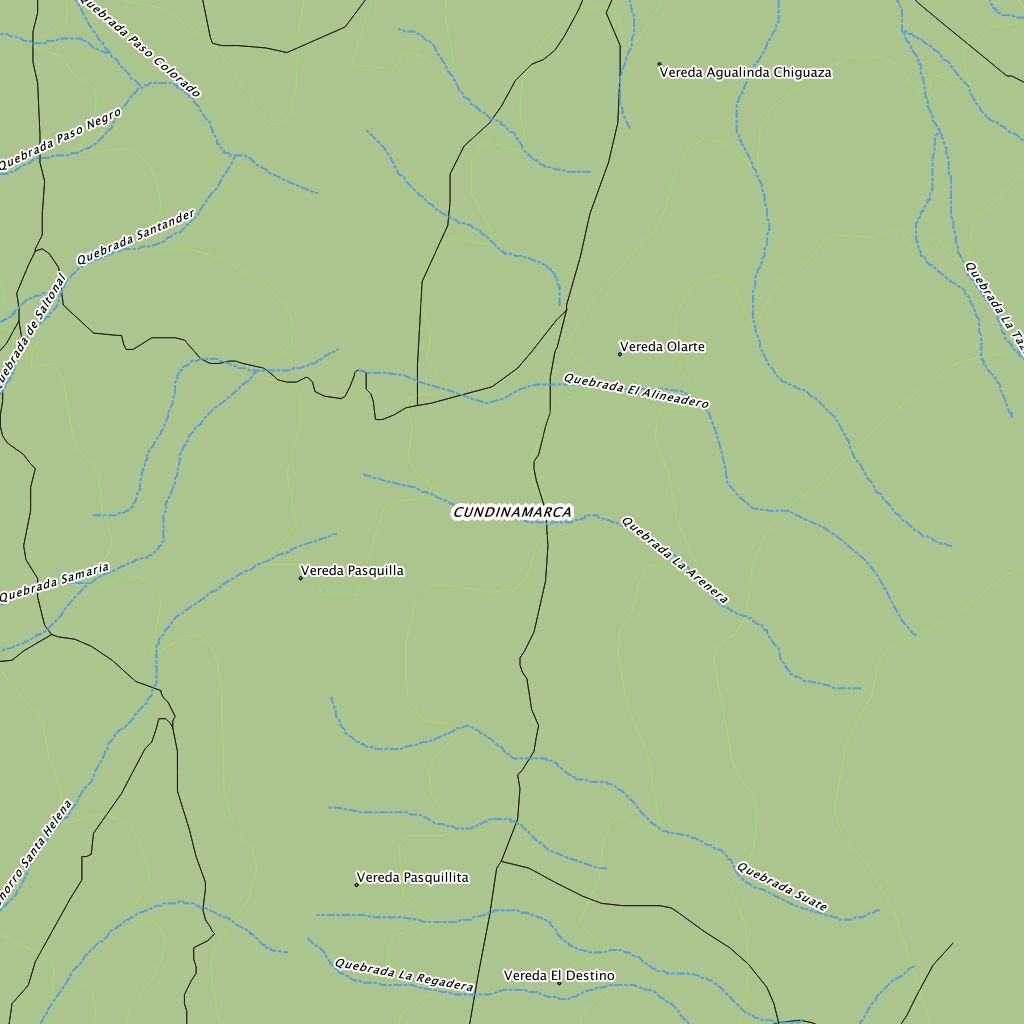 Quebrada Paso Colorado
Vereda Agualinda Chiguaza
Quebrada Paso Negro
Quebrada Santander
Quebrada de Saltonal
Quebrada La
Vereda Olarte
Quebrada El Alineadero
CUNDINAMARCA
Quebrada La Arenera
Vereda Pasquilla
Quebrada Samaria
Santa Helena
Vereda Pasquillita
Quebrada Suate
Quebrada La Regadera
Vereda El Destino